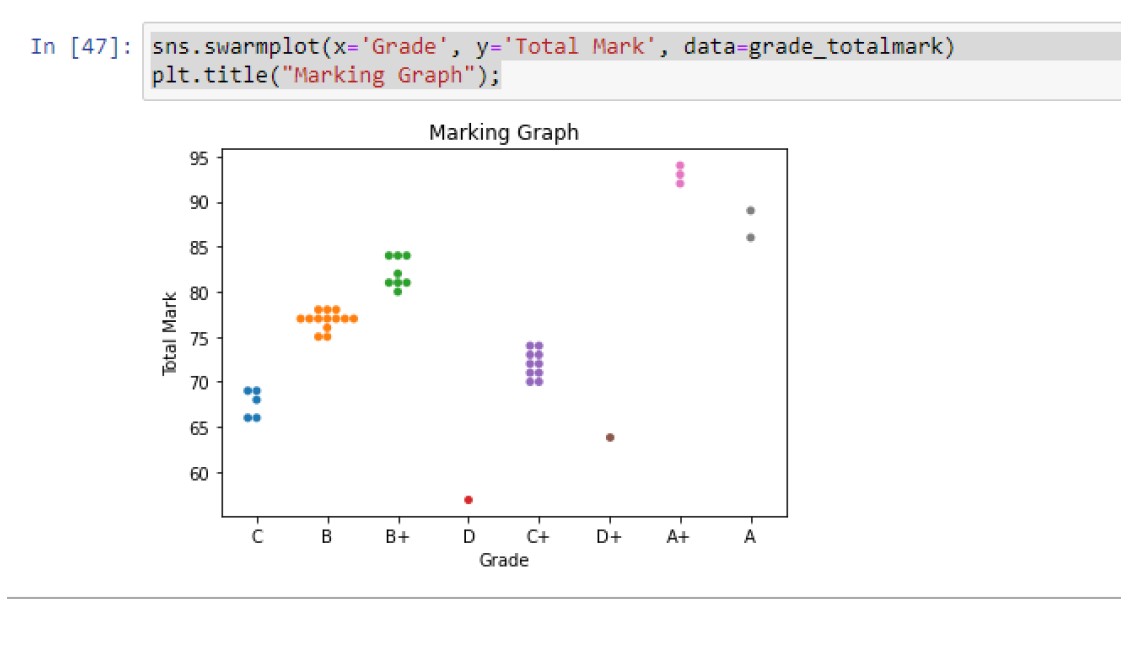 In [47]: sns.swarmplot(x='Grade', y='Total Mark', data=grade_totalmark)
plt.title("Marking Graph");
Marking Graph
95
90
85
80
75
70
65
60
Total Mark
C B B+ D C+ D+ A+ A
Grade